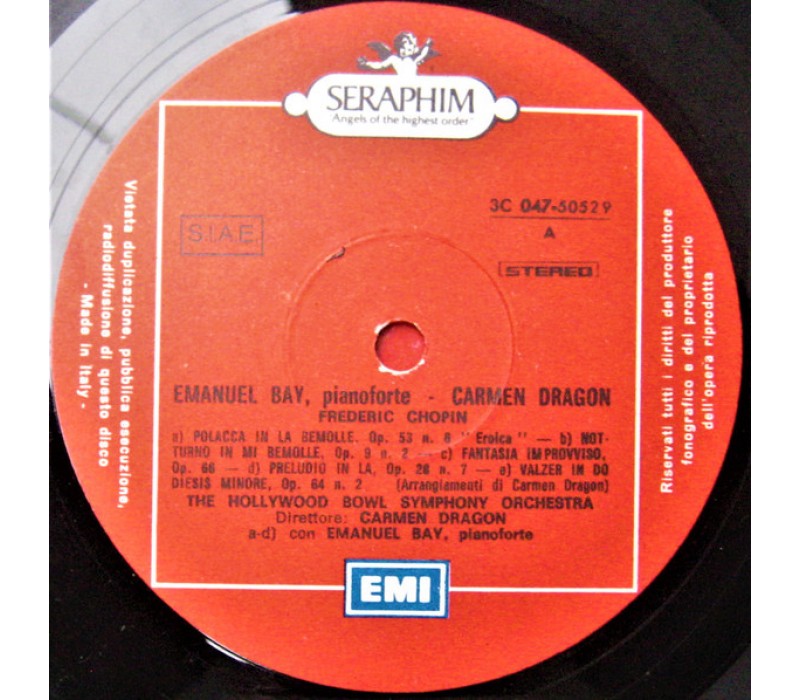 SERAPHIM
"Angels of the highest order"
3C 047-50529
S.I.A.E.
A
STEREO
EMANUEL BAY, pianoforte - CARMEN DRAGON
FREDERIC CHOPIN
a) POLACCA IN LA BEMOLLE, Op. 53 n. 6 "Eroica" — b) NOT-
TURNO IN MI BEMOLLE, Op. 9 n. 2 — c) FANTASIA IMPROVVISO,
Op. 66 — d) PRELUDIO IN LA, Op. 28 n. 7 — e) VALZER IN DO
DIESIS MINORE, Op. 64 n. 2 (Arrangiamenti di Carmen Dragon)
THE HOLLYWOOD BOWL SYMPHONY ORCHESTRA
Direttore: CARMEN DRAGON
a-d) con EMANUEL BAY, pianoforte
EMI
Vietata duplicazione, pubblica esecuzione,
radiodiffusione di questo disco
- Made in Italy -
Riservati tutti i diritti del produttore
fonografico e del proprietario
dell'opera riprodotta